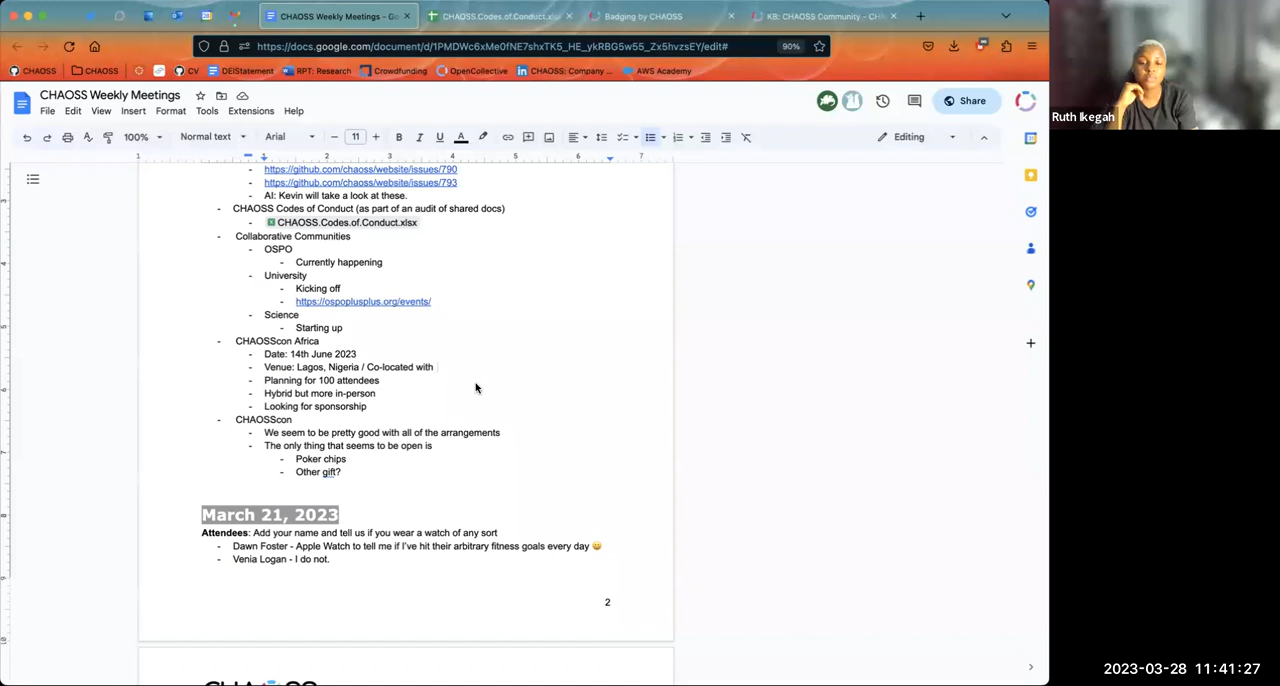 CHAOSS Weekly Meetings - Go
CHAOSS.Codes.of.Conduct.xls
Badging by CHAOSS
KB: CHAOSS Community - CH
https://docs.google.com/document/d/1PMDWc6xMe0fNE7shxTK5_HE_ykRBG5w55_Zx5hvzsEY/edit#
90%
CHAOSS
CHAOSS
CV
DEIStatement
RPT: Research
Crowdfunding
OpenCollective
CHAOSS: Company ...
AWS Academy
CHAOSS Weekly Meetings
File Edit View Insert Format Tools Extensions Help
Share
100% Normal text Arial 11 B I U A Editing
1 1 2 3 4 5 6 7
- https://github.com/chaoss/website/issues/790
- https://github.com/chaoss/website/issues/793
- AI: Kevin will take a look at these.
- CHAOSS Codes of Conduct (as part of an audit of shared docs)
- CHAOSS.Codes.of.Conduct.xlsx
- Collaborative Communities
- OSPO
- Currently happening
- University
- Kicking off
- https://ospoplusplus.org/events/
- Science
- Starting up
- CHAOSScon Africa
- Date: 14th June 2023
- Venue: Lagos, Nigeria / Co-located with
- Planning for 100 attendees
- Hybrid but more in-person
- Looking for sponsorship
- CHAOSScon
- We seem to be pretty good with all of the arrangements
- The only thing that seems to be open is
- Poker chips
- Other gift?
March 21, 2023
Attendees: Add your name and tell us if you wear a watch of any sort
- Dawn Foster - Apple Watch to tell me if I've hit their arbitrary fitness goals every day 😀
- Venia Logan - I do not.
2
CHAOSS
Ruth Ikegah
2023-03-28 11:41:27